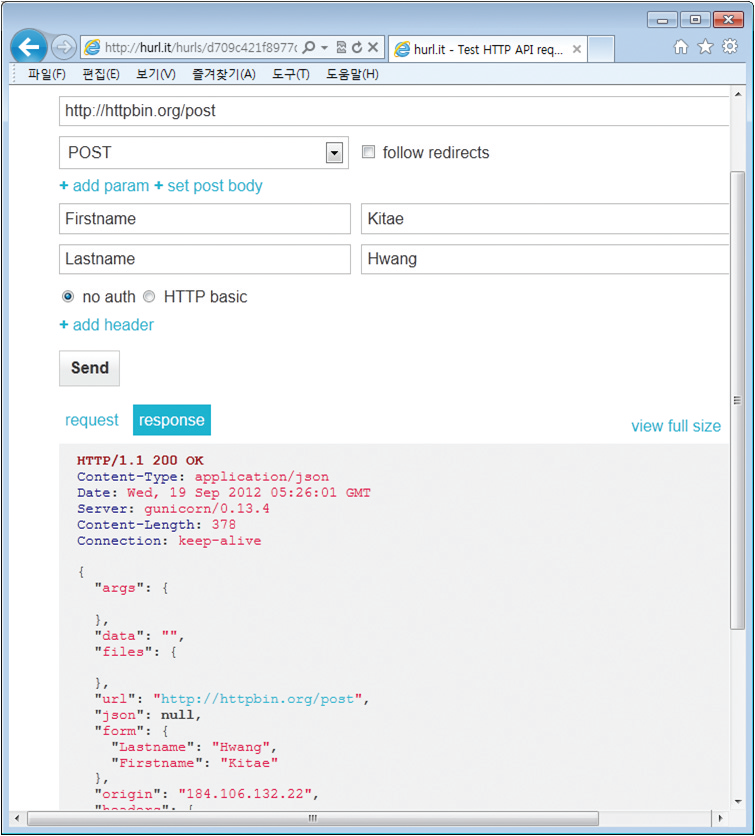 http://hurl.it/hurls/d709c421f8977c
hurl.it - Test HTTP API req...
파일(F) 편집(E) 보기(V) 즐겨찾기(A) 도구(T) 도움말(H)
http://httpbin.org/post
POST follow redirects
+ add param + set post body
Firstname Kitae
Lastname Hwang
no auth HTTP basic
+ add header
Send
request response view full size
HTTP/1.1 200 OK
Content-Type: application/json
Date: Wed, 19 Sep 2012 05:26:01 GMT
Server: gunicorn/0.13.4
Content-Length: 378
Connection: keep-alive
{
"args": {
},
"data": "",
"files": {
},
"url": "http://httpbin.org/post",
"json": null,
"form": {
"Lastname": "Hwang",
"Firstname": "Kitae"
},
"origin": "184.106.132.22",
"headers": {